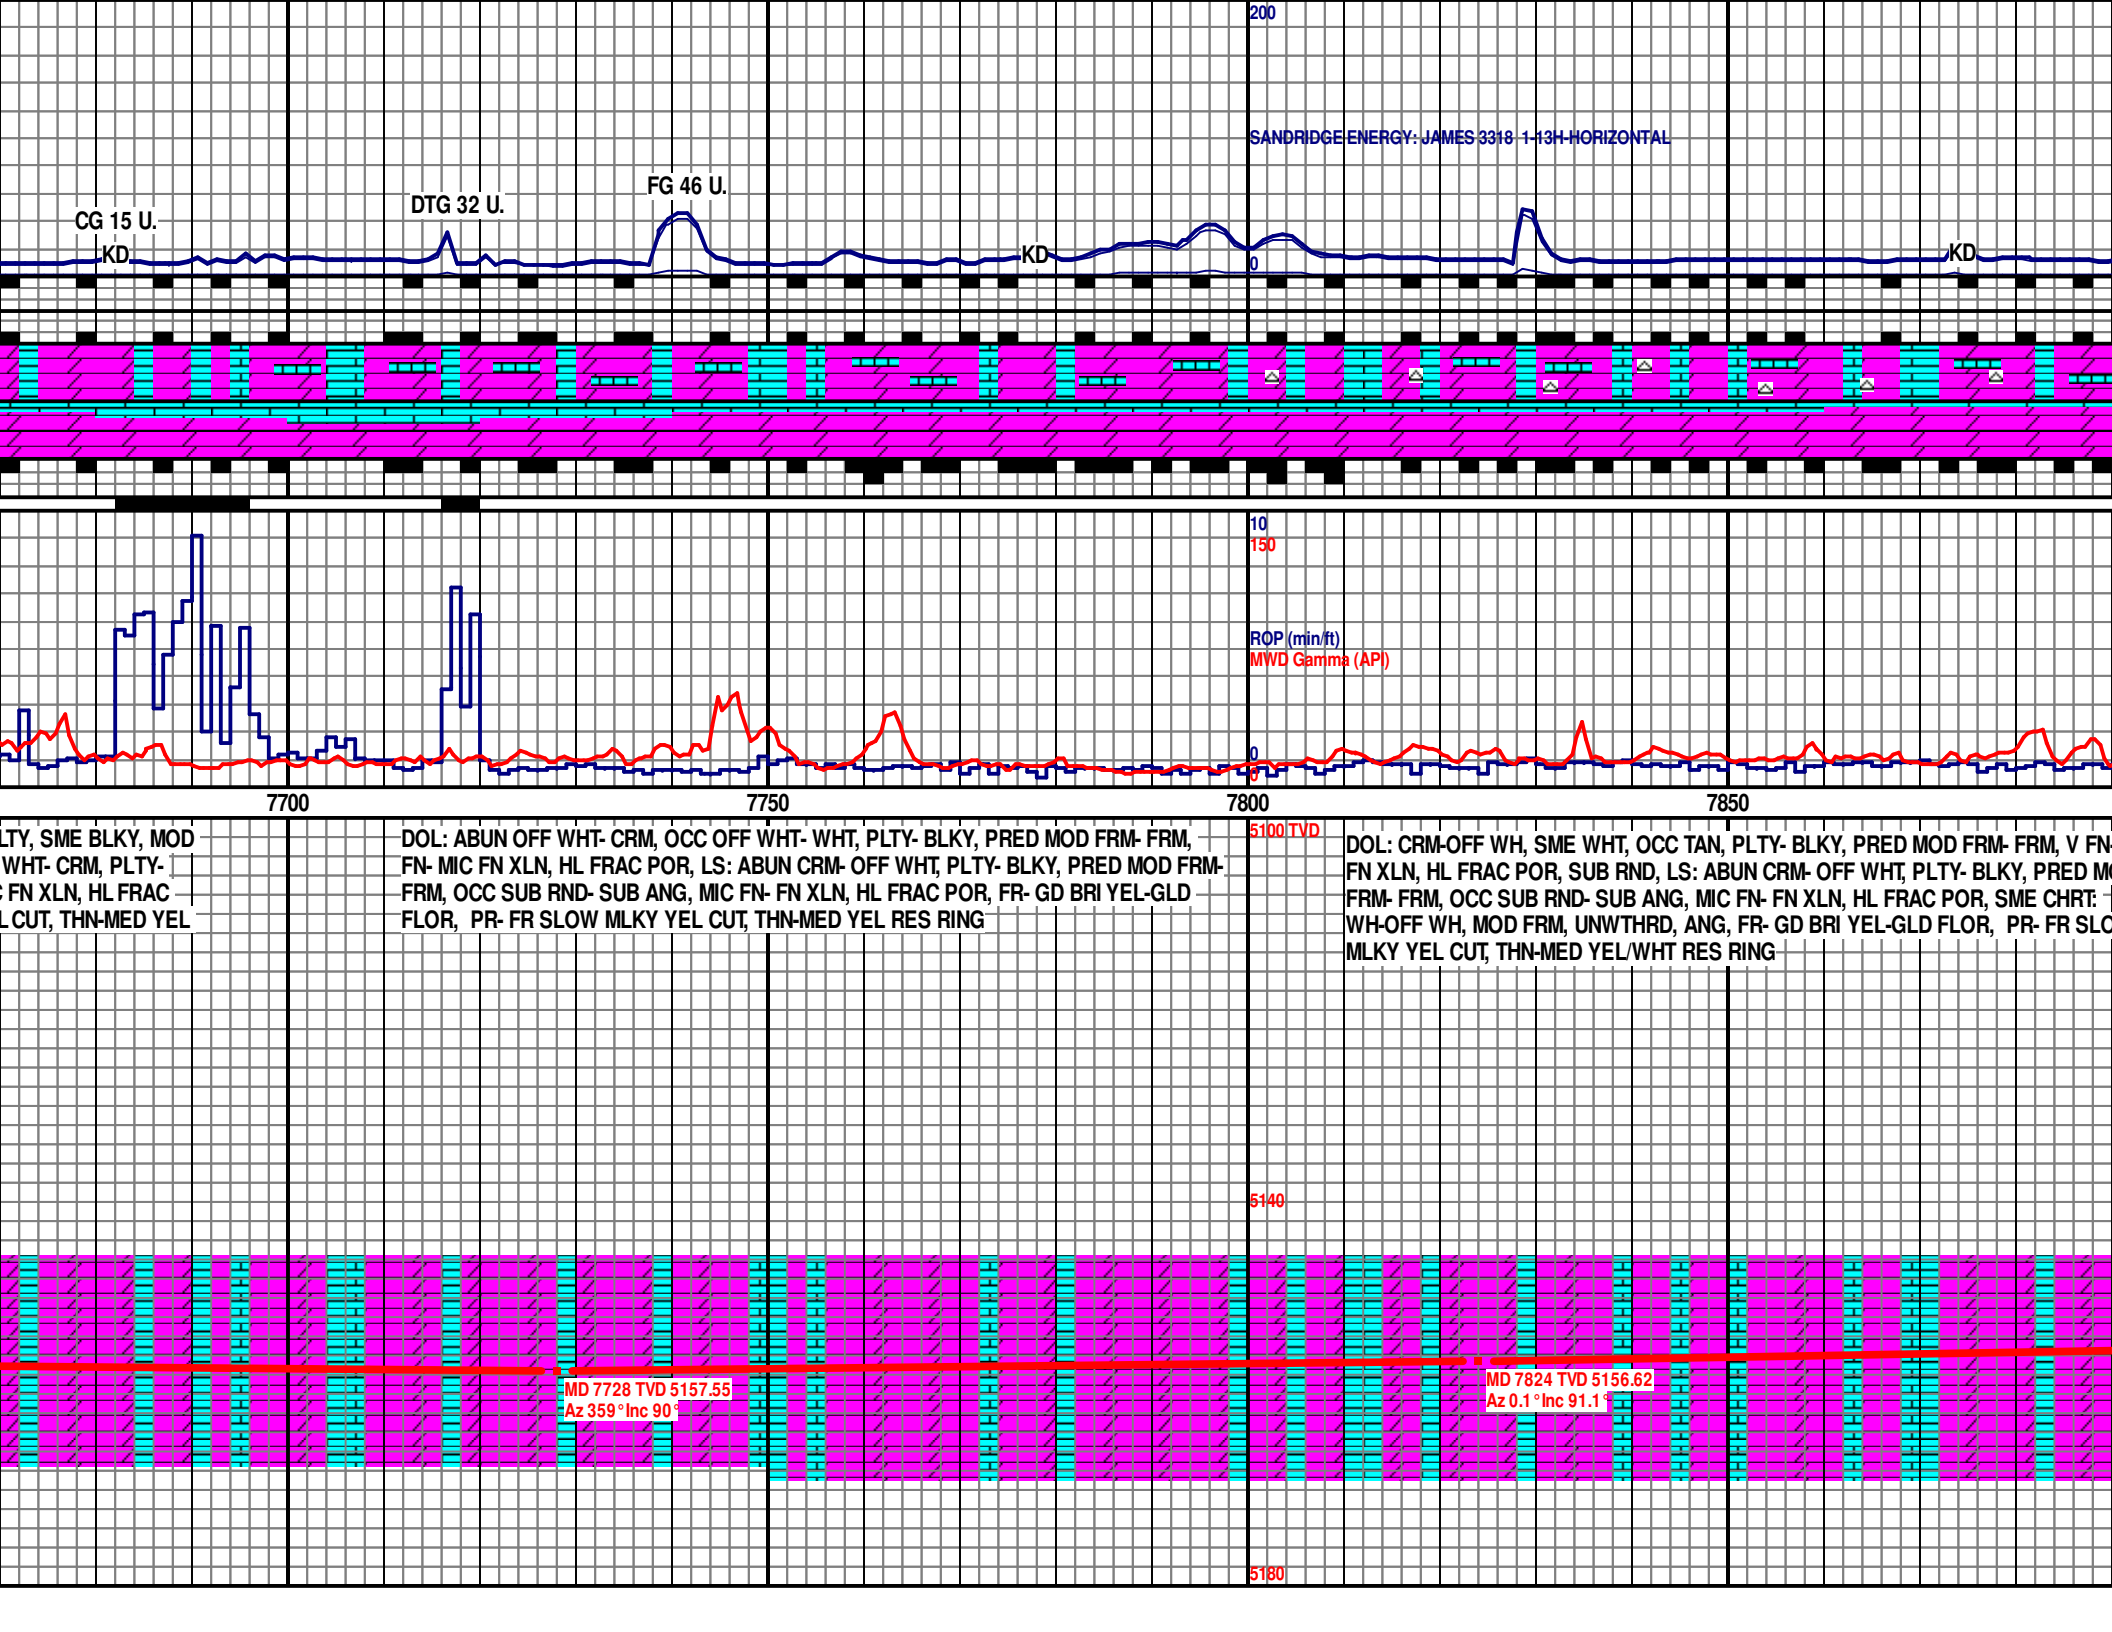 200
SANDRIDGE ENERGY: JAMES 3318 1-13H-HORIZONTAL
FG 46 U.
DTG 32 U.
CG 15 U.
KD
KD
KD
0
10
150
ROP (min/ft)
MWD Gamma (API)
0
0
7700
7750
7800
7850
LTY, SME BLKY, MOD
WHT- CRM, PLTY-
FN XLN, HL FRAC
L CUT, THN-MED YEL
DOL: ABUN OFF WHT- CRM, OCC OFF WHT- WHT, PLTY- BLKY, PRED MOD FRM- FRM,
FN- MIC FN XLN, HL FRAC POR, LS: ABUN CRM- OFF WHT, PLTY- BLKY, PRED MOD FRM-
FRM, OCC SUB RND- SUB ANG, MIC FN- FN XLN, HL FRAC POR, FR- GD BRI YEL-GLD
FLOR, PR- FR SLOW MLKY YEL CUT, THN-MED YEL RES RING
5100 TVD
DOL: CRM-OFF WH, SME WHT, OCC TAN, PLTY- BLKY, PRED MOD FRM- FRM, V FN-
FN XLN, HL FRAC POR, SUB RND, LS: ABUN CRM- OFF WHT, PLTY- BLKY, PRED MO
FRM- FRM, OCC SUB RND- SUB ANG, MIC FN- FN XLN, HL FRAC POR, SME CHRT:
WH-OFF WH, MOD FRM, UNWTHRD, ANG, FR- GD BRI YEL-GLD FLOR, PR- FR SLO
MLKY YEL CUT, THN-MED YEL/WHT RES RING
5140
MD 7728 TVD 5157.55
Az 359° Inc 90°
MD 7824 TVD 5156.62
Az 0.1° Inc 91.1°
5180